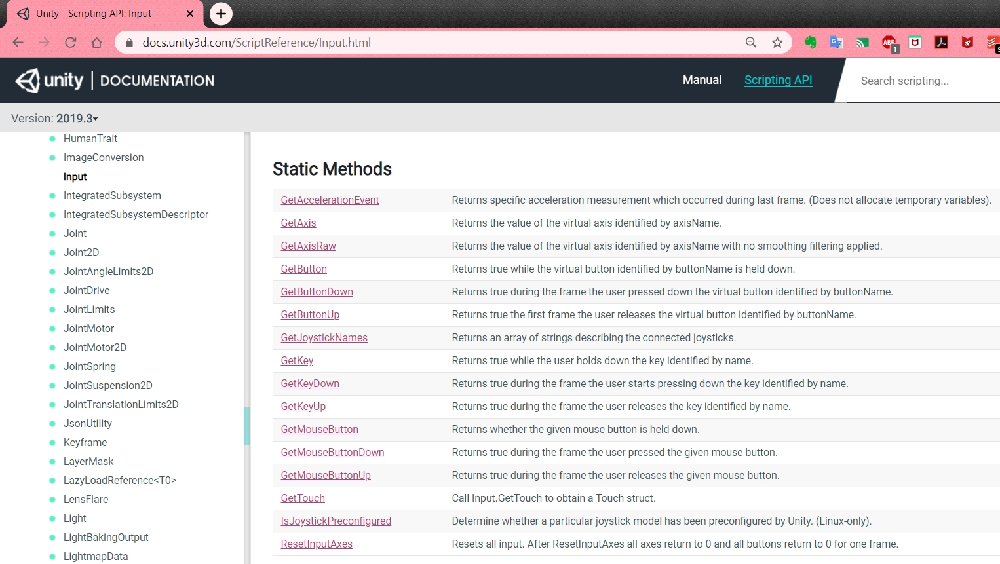 Unity - Scripting API: Input
docs.unity3d.com/ScriptReference/Input.html
ABP
1
unity | DOCUMENTATION
Manual
Scripting API
Search scripting...
Version: 2019.3
HumanTrait
ImageConversion
Input
IntegratedSubsystem
IntegratedSubsystemDescriptor
Joint
Joint2D
JointAngleLimits2D
JointDrive
JointLimits
JointMotor
JointMotor2D
JointSpring
JointSuspension2D
JointTranslationLimits2D
JsonUtility
Keyframe
LayerMask
LazyLoadReference<T0>
LensFlare
Light
LightBakingOutput
LightmapData
Static Methods
GetAccelerationEvent Returns specific acceleration measurement which occurred during last frame. (Does not allocate temporary variables).
GetAxis Returns the value of the virtual axis identified by axisName.
GetAxisRaw Returns the value of the virtual axis identified by axisName with no smoothing filtering applied.
GetButton Returns true while the virtual button identified by buttonName is held down.
GetButtonDown Returns true during the frame the user pressed down the virtual button identified by buttonName.
GetButtonUp Returns true the first frame the user releases the virtual button identified by buttonName.
GetJoystickNames Returns an array of strings describing the connected joysticks.
GetKey Returns true while the user holds down the key identified by name.
GetKeyDown Returns true during the frame the user starts pressing down the key identified by name.
GetKeyUp Returns true during the frame the user releases the key identified by name.
GetMouseButton Returns whether the given mouse button is held down.
GetMouseButtonDown Returns true during the frame the user pressed the given mouse button.
GetMouseButtonUp Returns true during the frame the user releases the given mouse button.
GetTouch Call Input.GetTouch to obtain a Touch struct.
IsJoystickPreconfigured Determine whether a particular joystick model has been preconfigured by Unity. (Linux-only).
ResetInputAxes Resets all input. After ResetInputAxes all axes return to 0 and all buttons return to 0 for one frame.